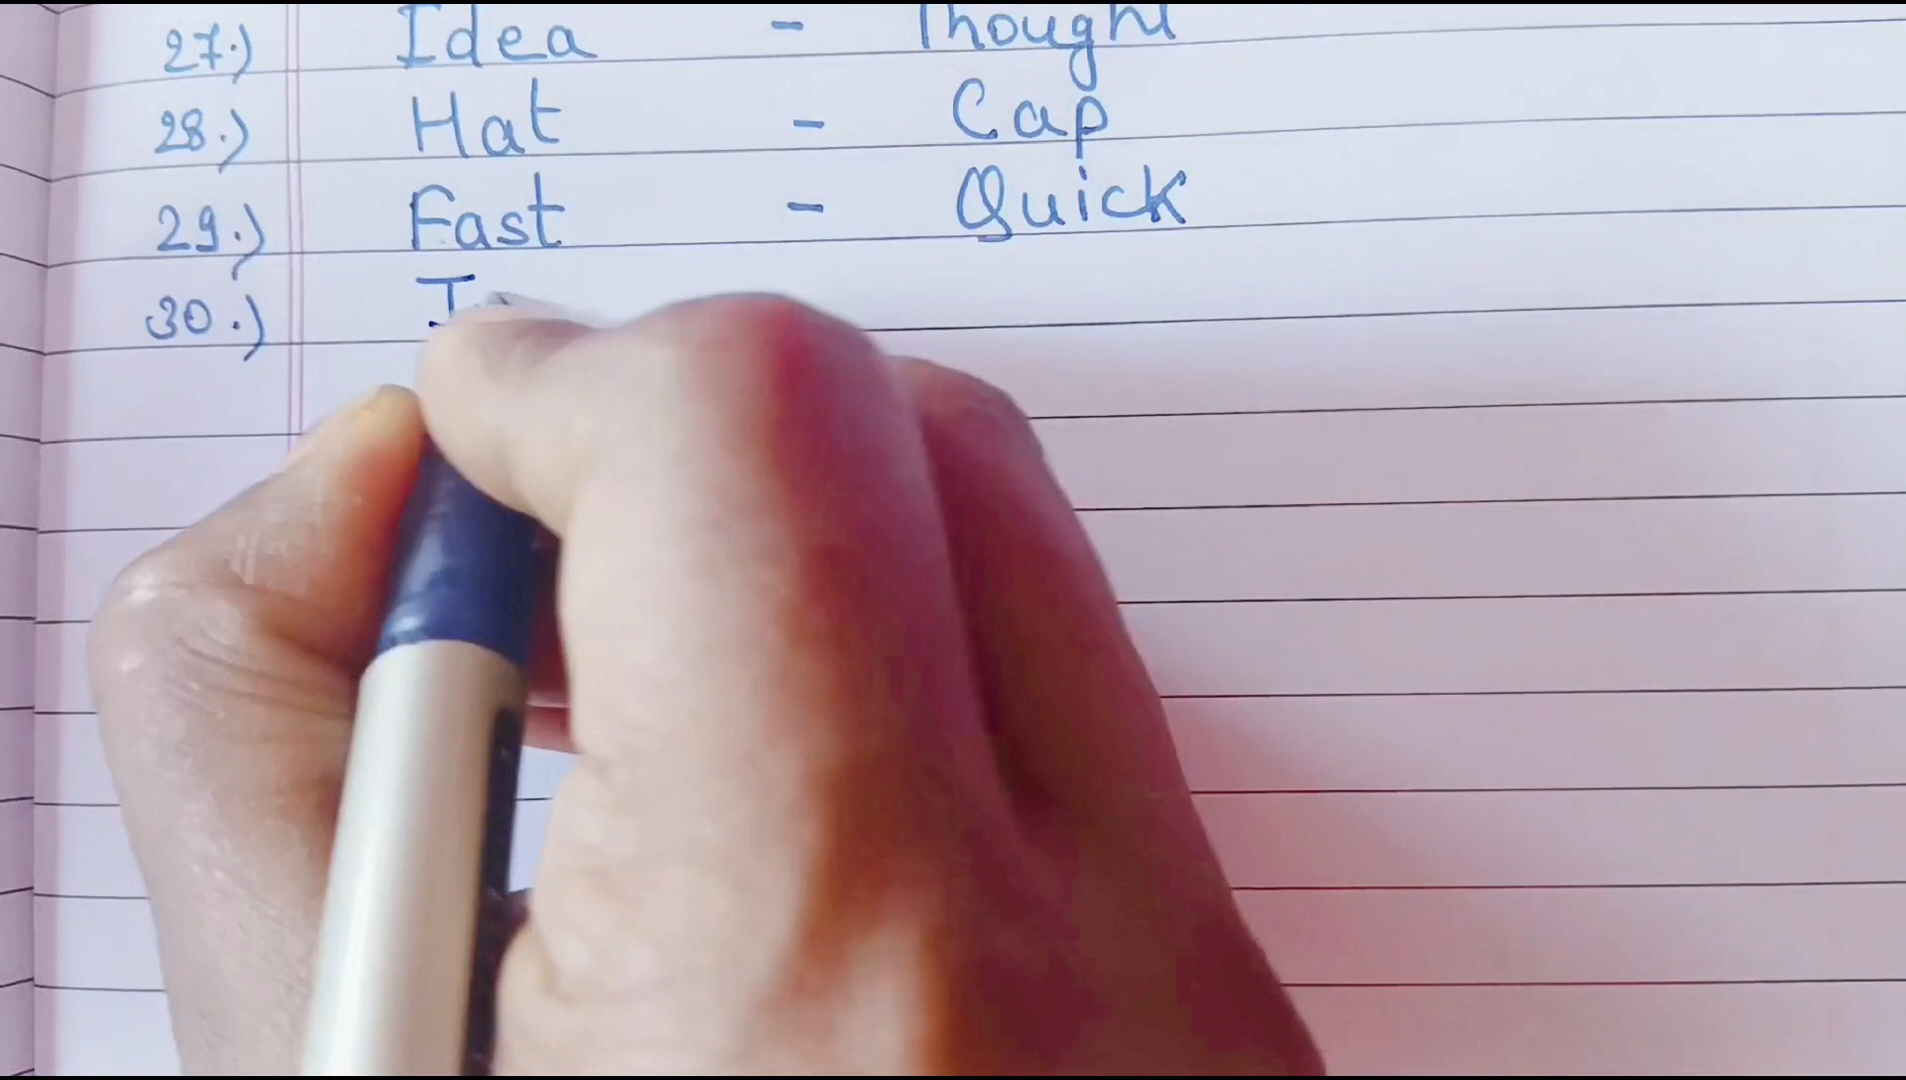 27.) Idea - Thought
28.) Hat - Cap
29.) Fast - Quick
30.) I